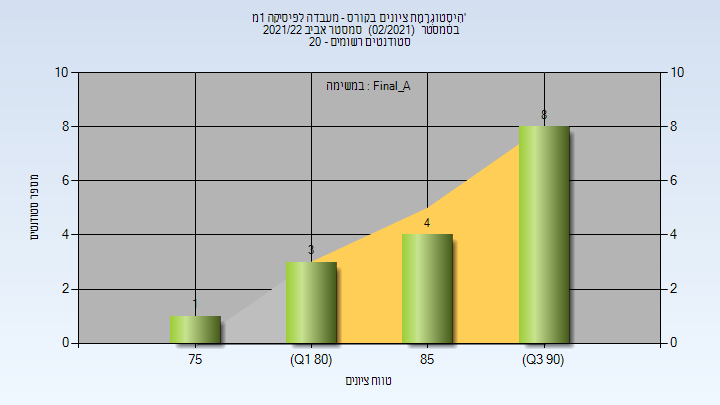 היסטוגרמת ציונים בקורס - מעבדה לפיסיקה 1מ'
בסמסטר (02/2021) סמסטר אביב 2021/22
סטודנטים רשומים - 20
במשימה : Final_A
10 10
8 8
6 6
4 4
2 2
0 0
1
3
4
8
מספר סטודנטים
75 (Q1 80) 85 (Q3 90)
טווח ציונים